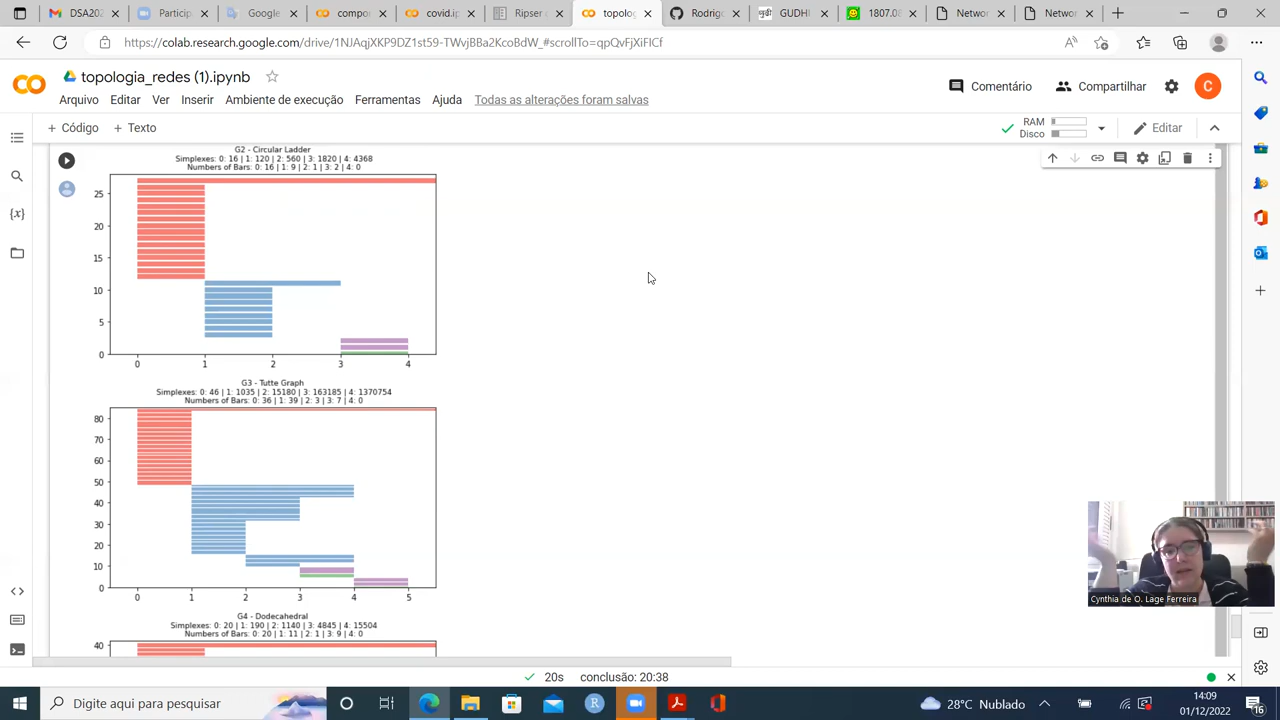 DSA202
Particip
Google
compor
covid.ip
Ripser i
topolog
Rodrigo
GUDHI
1807.08
Network
Network
https://colab.research.google.com/drive/1NJAqjXKP9DZ1st59-TWvjBBa2KcoBdW_#scrollTo=qpQvFjXiFICf
topologia_redes (1).ipynb
Arquivo Editar Ver Inserir Ambiente de execução Ferramentas Ajuda Todas as alterações foram salvas
Comentário Compartilhar C
+ Código + Texto
RAM
Disco
Editar
G2 - Circular Ladder
Simplexes: 0: 16 | 1: 120 | 2: 560 | 3: 1820 | 4: 4368
Numbers of Bars: 0: 16 | 1: 9 | 2: 1 | 3: 2 | 4: 0
25
20
15
10
5
0
0 1 2 3 4
G3 - Tutte Graph
Simplexes: 0: 46 | 1: 1035 | 2: 15180 | 3: 163185 | 4: 1370754
Numbers of Bars: 0: 36 | 1: 39 | 2: 3 | 3: 7 | 4: 0
80
70
60
50
40
30
20
10
0
0 1 2 3 4 5
G4 - Dodecahedral
Simplexes: 0: 20 | 1: 190 | 2: 1140 | 3: 4845 | 4: 15504
Numbers of Bars: 0: 20 | 1: 11 | 2: 1 | 3: 9 | 4: 0
40
Cynthia de O. Lage Ferreira
20s conclusão: 20:38
Digite aqui para pesquisar
28°C Nublado
14:09
01/12/2022
16